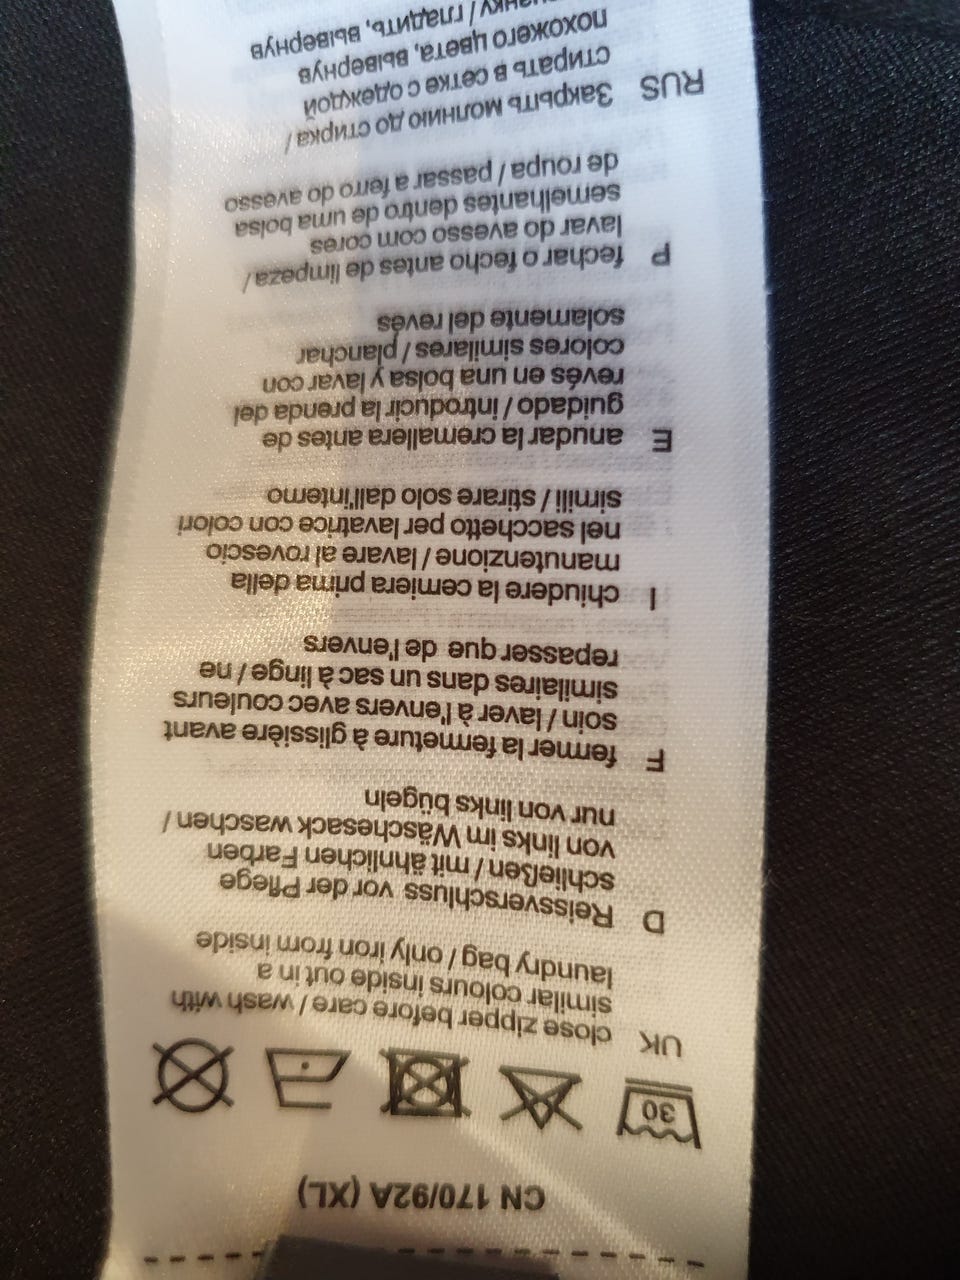 CN 170/92A (XL)
30
UK close zipper before care / wash with
similar colours inside out in a
laundry bag / only iron from inside
D Reissverschluss vor der Pflege
schließen / mit ähnlichen Farben
von links im Wäschesack waschen /
nur von links bügeln
F fermer la fermeture à glissière avant
soin / laver à l'envers avec couleurs
similaires dans un sac à linge / ne
repasser que de l'envers
I chiudere la cerniera prima della
manutenzione / lavare al rovescio
nel sacchetto per lavatrice con colori
simili / stirare solo dall'interno
E anudar la cremallera antes de
guidado / introducir la prenda del
revés en una bolsa y lavar con
colores similares / planchar
solamente del revés
P fechar o fecho antes de limpeza /
lavar do avesso com cores
semelhantes dentro de uma bolsa
de roupa / passar a ferro do avesso
RUS Закрыть молнию до стирка /
стирать в сетке с одеждой
похожего цвета, вывернув
/ гладить, вывернув